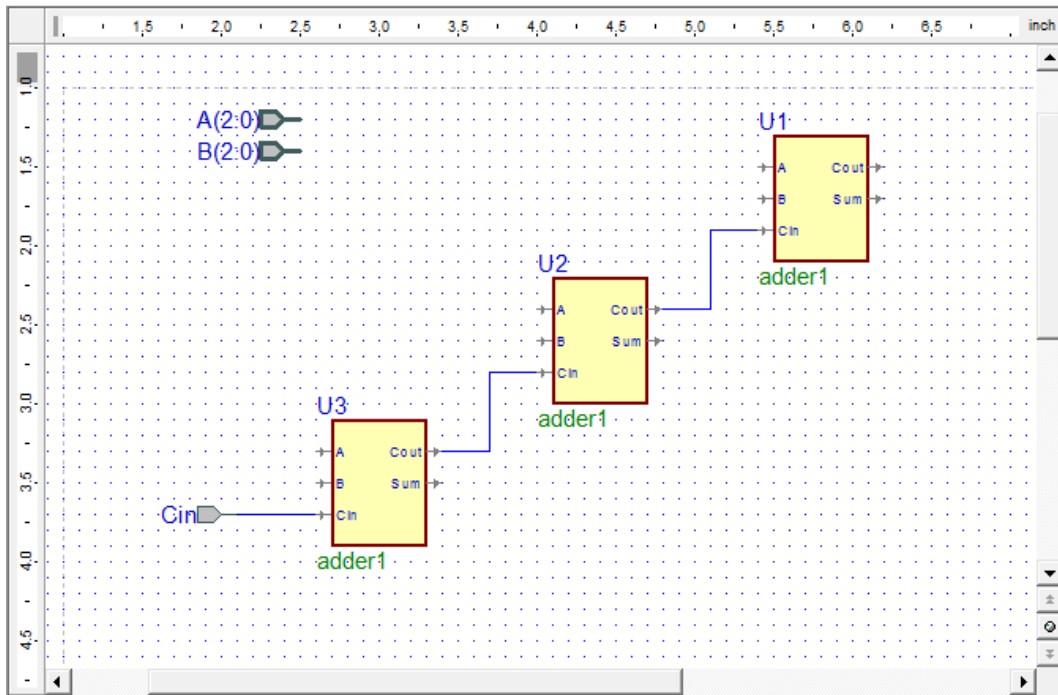 1.5 2.0 2.5 3.0 3.5 4.0 4.5 5.0 5.5 6.0 6.5 inch
1.0
1.5
2.0
2.5
3.0
3.5
4.0
4.5
A(2:0)
B(2:0)
U1
A Cout
B Sum
Cin
adder1
U2
A Cout
B Sum
Cin
adder1
U3
A Cout
B Sum
Cin
adder1
Cin